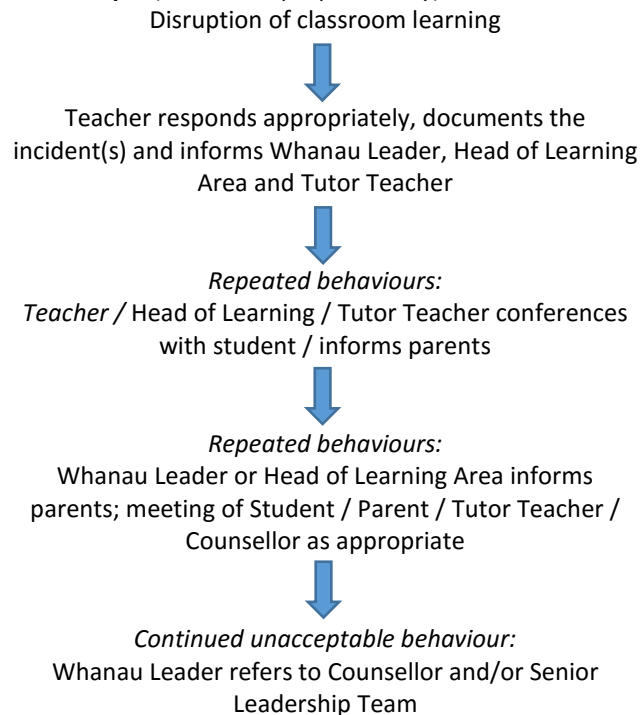 Disruption of classroom learning
Teacher responds appropriately, documents the
incident(s) and informs Whanau Leader, Head of Learning
Area and Tutor Teacher
Repeated behaviours:
Teacher / Head of Learning / Tutor Teacher conferences
with student / informs parents
Repeated behaviours:
Whanau Leader or Head of Learning Area informs
parents; meeting of Student / Parent / Tutor Teacher /
Counsellor as appropriate
Continued unacceptable behaviour:
Whanau Leader refers to Counsellor and/or Senior
Leadership Team